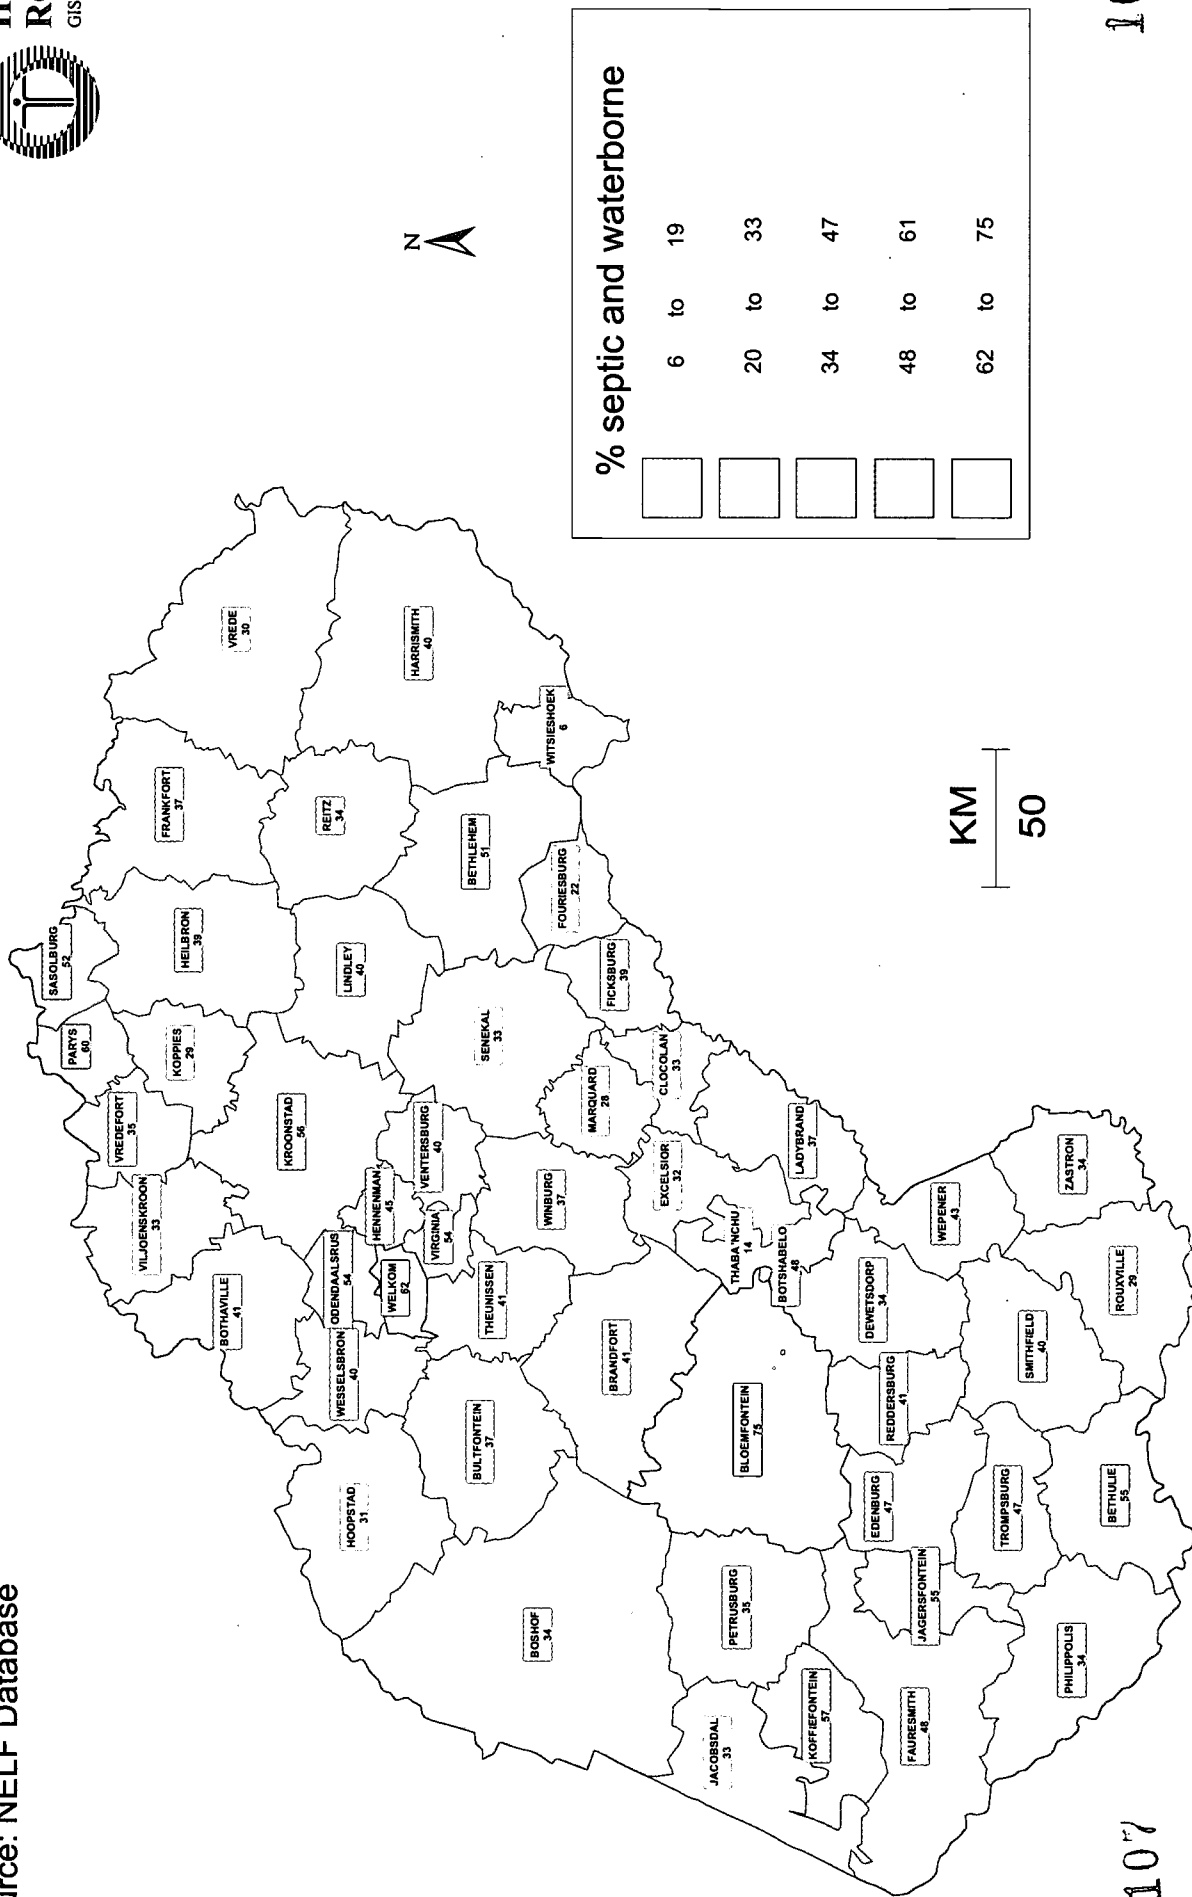 GIS
Source: NELF Database
N
SASOLBURG
52
PARYS
60
VREDEFORT
35
VILJOENSKROON
33
KOPPIES
29
HEILBRON
39
FRANKFORT
37
VREDE
30
BOTHAVILLE
41
KROONSTAD
56
LINDLEY
40
REITZ
34
HARRISMITH
40
HOOPSTAD
31
WESSELSBRON
40
ODENDAALSRUS
54
HENNENMAN
45
WELKOM
62
VENTERSBURG
40
VIRGINIA
54
BULTFONTEIN
37
THEUNISSEN
41
SENEKAL
33
BETHLEHEM
51
WITSIESHOEK
6
BOSHOF
34
WINBURG
37
FOURIESBURG
22
BRANDFORT
41
MARQUARD
28
FICKSBURG
39
EXCELSIOR
32
CLOCOLAN
33
JACOBSDAL
33
PETRUSBURG
35
BLOEMFONTEIN
75
THABA'NCHU
14
BOTSHABELO
48
LADYBRAND
37
KOFFIEFONTEIN
57
EDENBURG
47
REDDERSBURG
41
DEWETSDORP
34
FAURESMITH
48
JAGERSFONTEIN
55
WEPENER
43
TROMPSBURG
47
SMITHFIELD
40
PHILIPPOLIS
34
BETHULIE
55
ROUXVILLE
29
ZASTRON
34
% septic and waterborne
6 to 19
20 to 33
34 to 47
48 to 61
62 to 75
KM
50
107